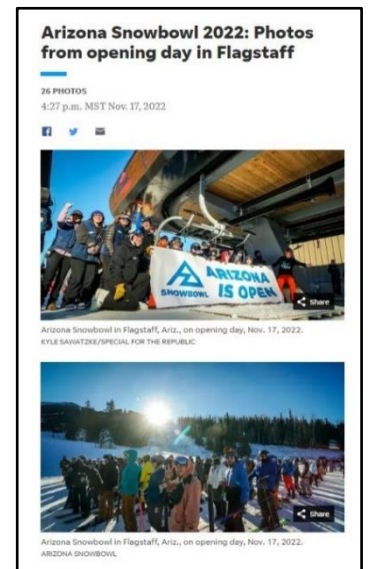 Arizona Snowbowl 2022: Photos
from opening day in Flagstaff
26 PHOTOS
4:27 p.m. MST Nov. 17, 2022
SNOWBOWL
ARIZONA
IS OPEN
Share
Arizona Snowbowl in Flagstaff, Ariz., on opening day, Nov. 17, 2022.
KYLE SAWATZKE/SPECIAL FOR THE REPUBLIC
Share
Arizona Snowbowl in Flagstaff, Ariz., on opening day, Nov. 17, 2022.
ARIZONA SNOWBOWL